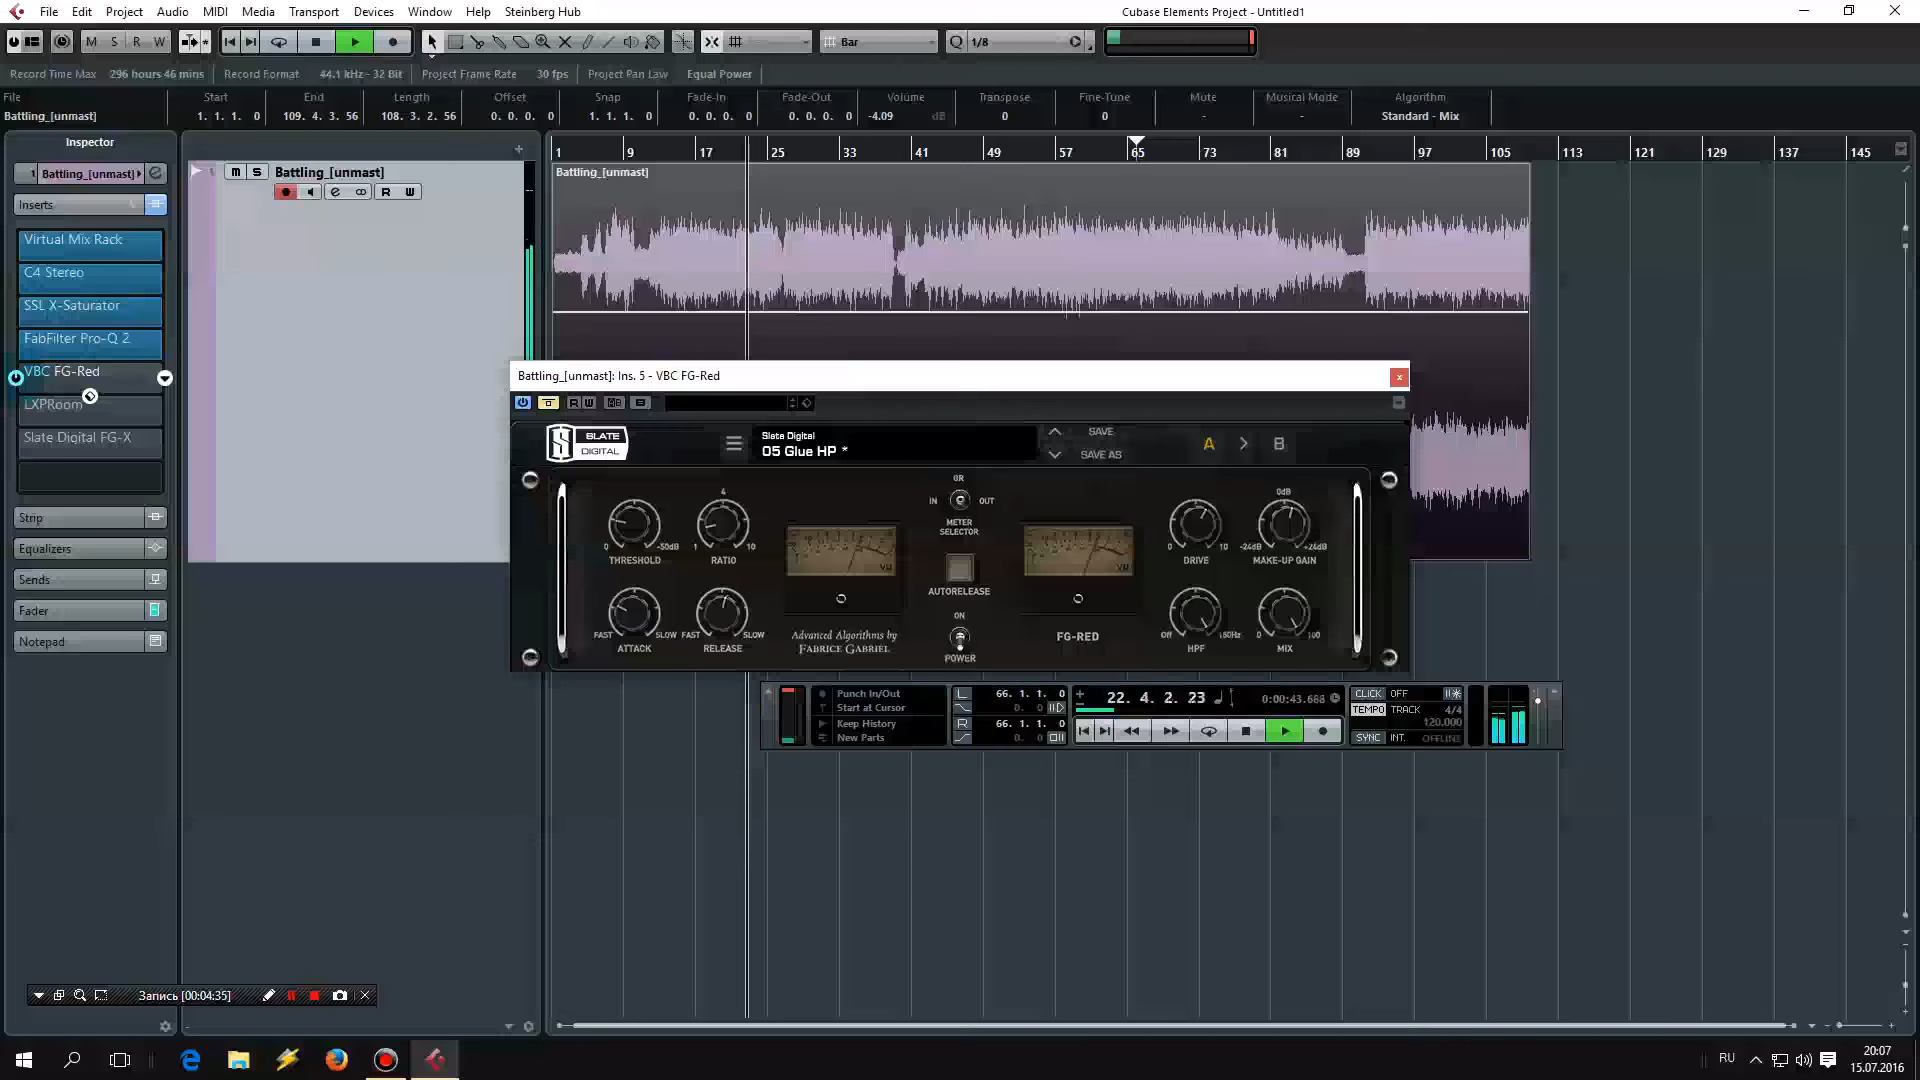 File Edit Project Audio MIDI Media Transport Devices Window Help Steinberg Hub
Cubase Elements Project - Untitled1
M S R W
Bar
Q 1/8
Record Time Max 296 hours 46 mins Record Format 44.1 kHz - 32 Bit Project Frame Rate 30 fps Project Pan Law Equal Power
File Start End Length Offset Snap Fade-In Fade-Out Volume Transpose Fine-Tune Mute Musical Mode Algorithm
Battling_[unmast] 1. 1. 1. 0 109. 4. 3. 56 108. 3. 2. 56 0. 0. 0. 0 1. 1. 1. 0 0. 0. 0. 0 0. 0. 0. 0 -4.09 dB 0 0 - - Standard - Mix
Inspector
1 9 17 25 33 41 49 57 65 73 81 89 97 105 113 129 121 137 145
1 Battling_[unmast]
m S Battling_[unmast]
R W
Battling_[unmast]
Inserts
Virtual Mix Rack
C4 Stereo
SSL X-Saturator
FabFilter Pro-Q 2
VBC FG-Red
LXPRoom
Slate Digital FG-X
Strip
Equalizers
Sends
Fader
Notepad
Battling_[unmast]: Ins. 5 - VBC FG-Red
R W
SLATE DIGITAL
Slate Digital
05 Glue HP *
SAVE
SAVE AS
A > B
GR
IN OUT
METER SELECTOR
4
0 -50dB
THRESHOLD
1 10
RATIO
VU
AUTORELEASE
VU
0 10
DRIVE
0dB
-24dB +24dB
MAKE-UP GAIN
FAST SLOW
ATTACK
FAST SLOW
RELEASE
Advanced Algorithms by
FABRICE GABRIEL
ON
POWER
FG-RED
Off 150Hz
HPF
0 100
MIX
Punch In/Out
Start at Cursor
Keep History
New Parts
L 66. 1. 1. 0
0. 0
R 66. 1. 1. 0
0. 0
22. 4. 2. 23
0:00:43.688
CLICK OFF
TEMPO TRACK 4/4
120.000
SYNC INT. OFFLINE
Запись [00:04:35]
RU
20:07
15.07.2016